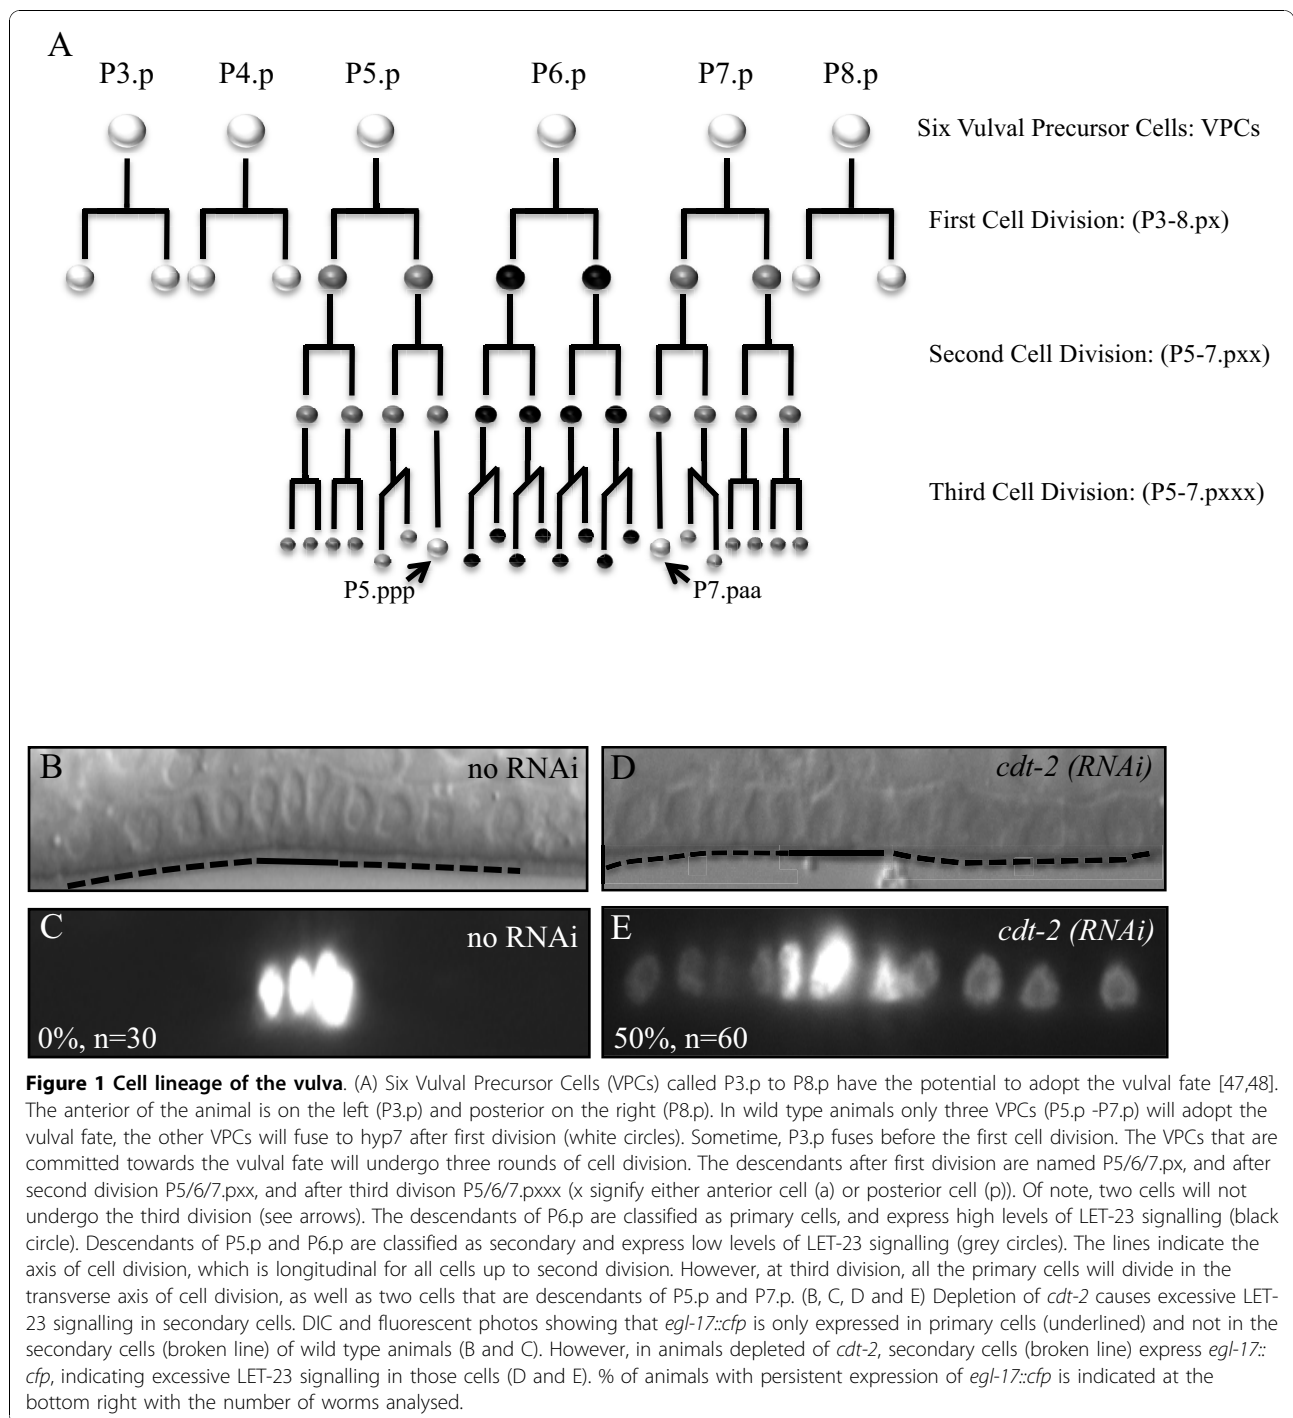 A
P3.p P4.p P5.p P6.p P7.p P8.p
Six Vulval Precursor Cells: VPCs
First Cell Division: (P3-8.px)
Second Cell Division: (P5-7.pxx)
Third Cell Division: (P5-7.pxxx)
P5.ppp P7.paa
B no RNAi D cdt-2 (RNAi)
C no RNAi E cdt-2 (RNAi)
0%, n=30 50%, n=60
Figure 1 Cell lineage of the vulva. (A) Six Vulval Precursor Cells (VPCs) called P3.p to P8.p have the potential to adopt the vulval fate [47,48].
The anterior of the animal is on the left (P3.p) and posterior on the right (P8.p). In wild type animals only three VPCs (P5.p -P7.p) will adopt the
vulval fate, the other VPCs will fuse to hyp7 after first division (white circles). Sometime, P3.p fuses before the first cell division. The VPCs that are
committed towards the vulval fate will undergo three rounds of cell division. The descendants after first division are named P5/6/7.px, and after
second division P5/6/7.pxx, and after third divison P5/6/7.pxxx (x signify either anterior cell (a) or posterior cell (p)). Of note, two cells will not
undergo the third division (see arrows). The descendants of P6.p are classified as primary cells, and express high levels of LET-23 signalling (black
circle). Descendants of P5.p and P6.p are classified as secondary and express low levels of LET-23 signalling (grey circles). The lines indicate the
axis of cell division, which is longitudinal for all cells up to second division. However, at third division, all the primary cells will divide in the
transverse axis of cell division, as well as two cells that are descendants of P5.p and P7.p. (B, C, D and E) Depletion of cdt-2 causes excessive LET-
23 signalling in secondary cells. DIC and fluorescent photos showing that egl-17::cfp is only expressed in primary cells (underlined) and not in the
secondary cells (broken line) of wild type animals (B and C). However, in animals depleted of cdt-2, secondary cells (broken line) express egl-17::
cfp, indicating excessive LET-23 signalling in those cells (D and E). % of animals with persistent expression of egl-17::cfp is indicated at the
bottom right with the number of worms analysed.